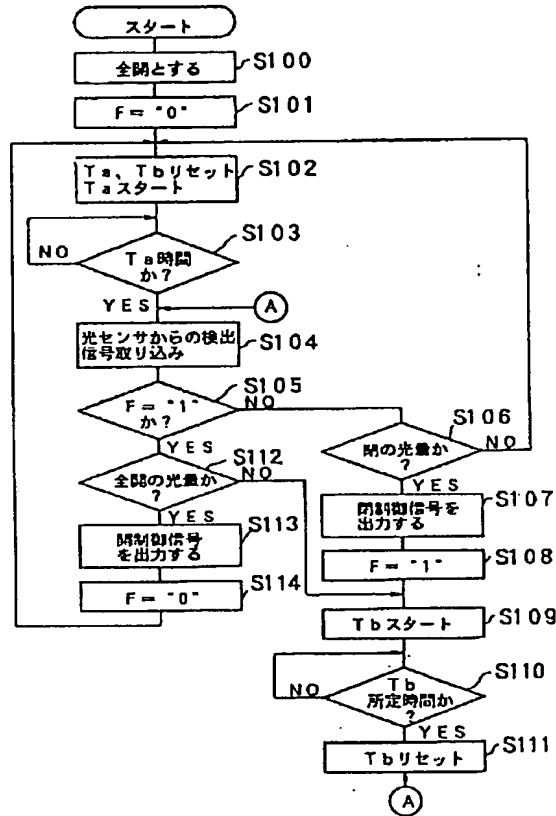 スタート
全開とする
S100
F="0"
S101
Ta、Tbリセット
Taスタート
S102
S103
Ta時間
か?
NO
YES
A
光センサからの検出
信号取り込み
S104
S105
F="1"
か?
NO
YES
S106
閉の光量か
?
NO
YES
S112
全開の光量か
?
NO
YES
閉制御信号を
出力する
S107
開制御信号
を出力する
S113
F="1"
S108
F="0"
S114
Tbスタート
S109
S110
Tb
所定時間か
?
NO
YES
Tbリセット
S111
A